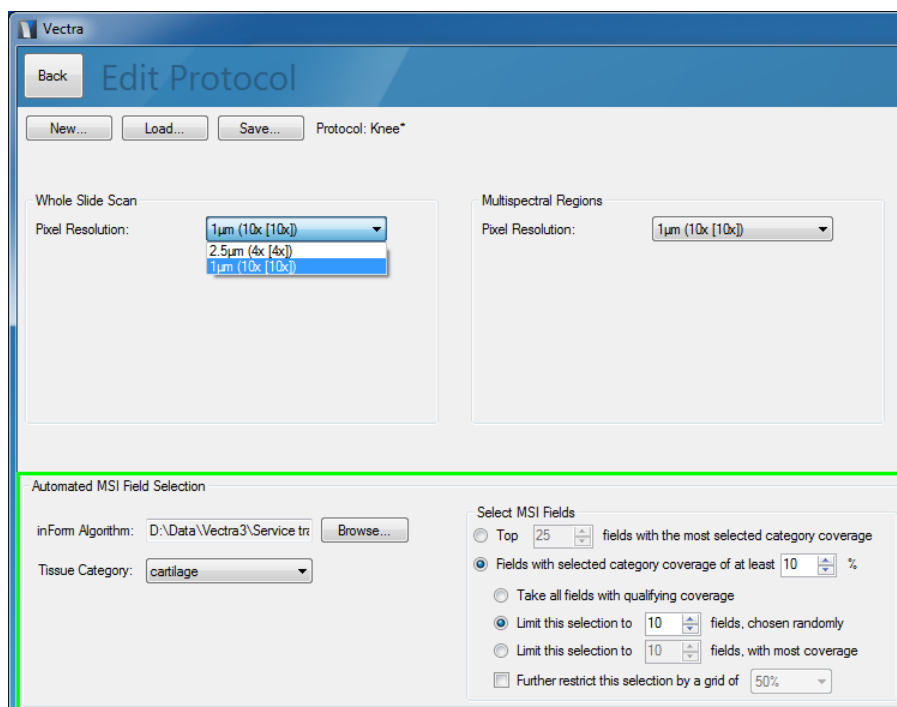 Vectra
Back
Edit Protocol
New...
Load...
Save...
Protocol: Knee*
Whole Slide Scan
Pixel Resolution:
1µm (10x [10x])
2.5µm (4x [4x])
1µm (10x [10x])
Multispectral Regions
Pixel Resolution:
1µm (10x [10x])
Automated MSI Field Selection
inForm Algorithm:
D:\Data\Vectra3\Service tra
Browse...
Tissue Category:
cartilage
Select MSI Fields
Top 25 fields with the most selected category coverage
Fields with selected category coverage of at least 10 %
Take all fields with qualifying coverage
Limit this selection to 10 fields, chosen randomly
Limit this selection to 10 fields, with most coverage
Further restrict this selection by a grid of 50%